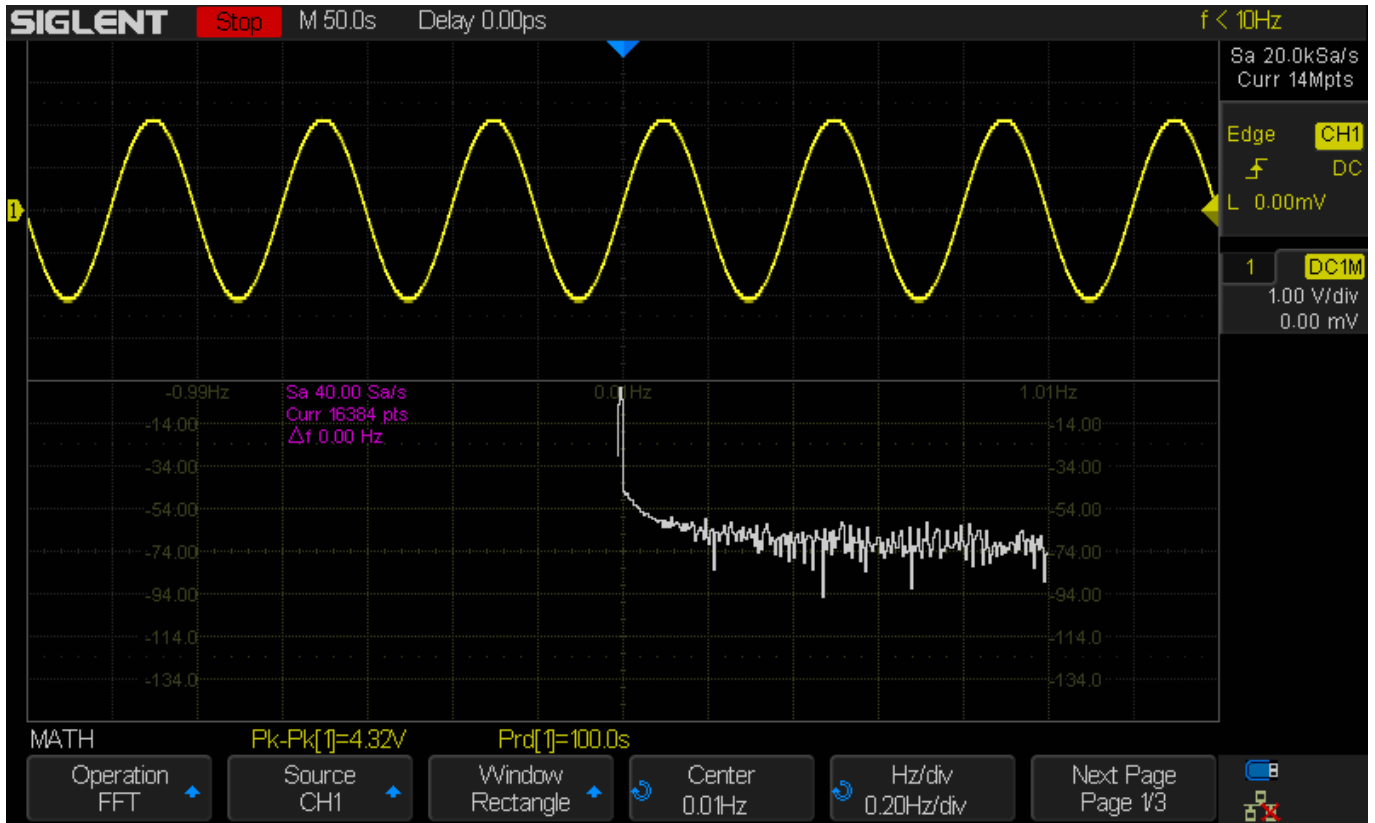 SIGLENT Stop M 50.0s Delay 0.00ps f < 10Hz
Sa 20.0kSa/s
Curr 14Mpts
Edge CH1
DC
L 0.00mV
1
1 DC1M
1.00 V/div
0.00 mV
-0.99Hz Sa 40.00 Sa/s 0.01Hz 1.01Hz
Curr 16384 pts
-14.00 -14.00
Δf 0.00 Hz
-34.00 -34.00
-54.00 -54.00
-74.00 -74.00
-94.00 -94.00
-114.0 -114.0
-134.0 -134.0
MATH Pk-Pk[1]=4.32V Prd[1]=100.0s
Operation Source Window Center Hz/div Next Page
FFT CH1 Rectangle 0.01Hz 0.20Hz/div Page 1/3